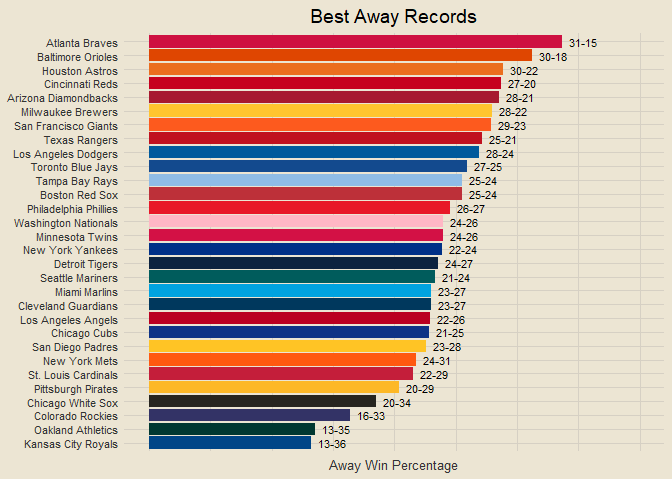 Best Away Records
Atlanta Braves 31-15
Baltimore Orioles 30-18
Houston Astros 30-22
Cincinnati Reds 27-20
Arizona Diamondbacks 28-21
Milwaukee Brewers 28-22
San Francisco Giants 29-23
Texas Rangers 25-21
Los Angeles Dodgers 28-24
Toronto Blue Jays 27-25
Tampa Bay Rays 25-24
Boston Red Sox 25-24
Philadelphia Phillies 26-27
Washington Nationals 24-26
Minnesota Twins 24-26
New York Yankees 22-24
Detroit Tigers 24-27
Seattle Mariners 21-24
Miami Marlins 23-27
Cleveland Guardians 23-27
Los Angeles Angels 22-26
Chicago Cubs 21-25
San Diego Padres 23-28
New York Mets 24-31
St. Louis Cardinals 22-29
Pittsburgh Pirates 20-29
Chicago White Sox 20-34
Colorado Rockies 16-33
Oakland Athletics 13-35
Kansas City Royals 13-36
Away Win Percentage